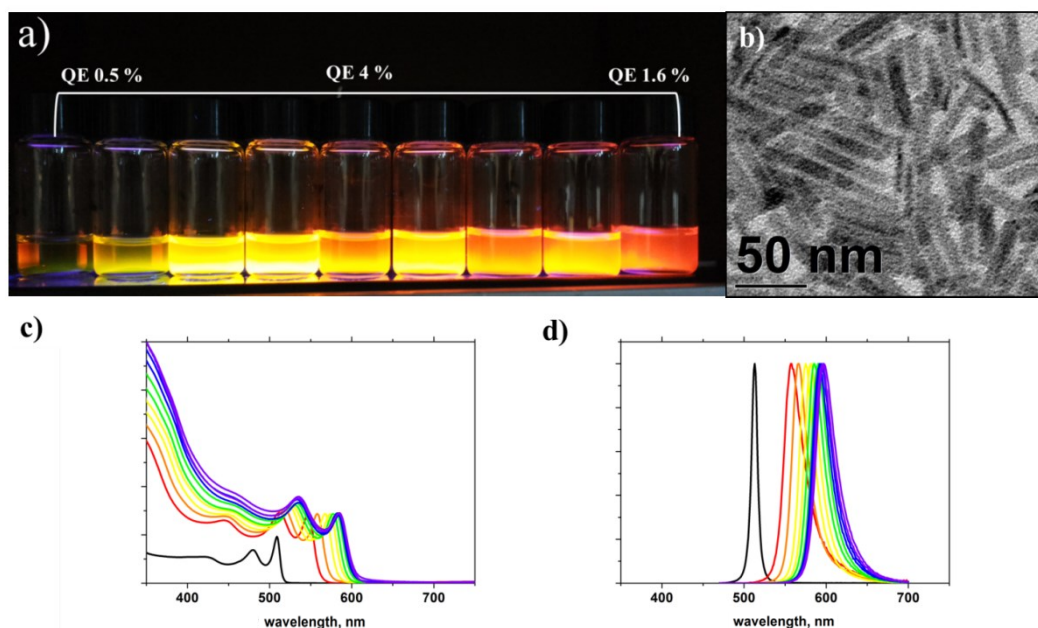 a)
QE 0.5 %
QE 4 %
QE 1.6 %
b)
50 nm
c)
400 500 600 700
wavelength, nm
d)
400 500 600 700
wavelength, nm